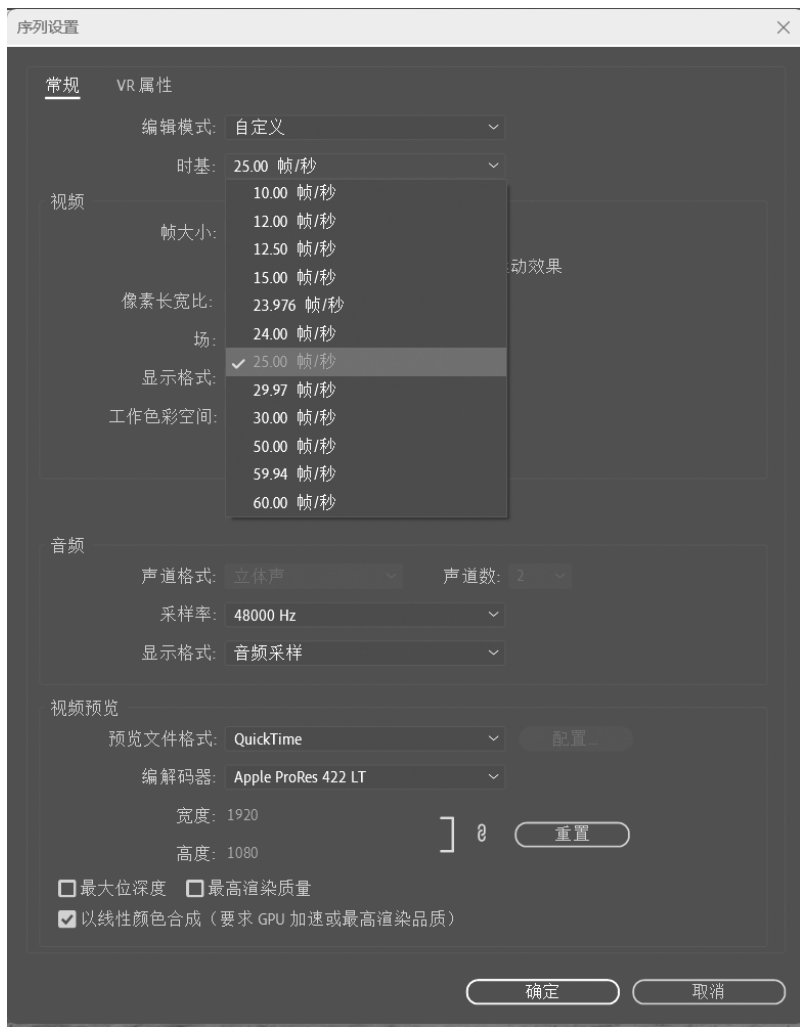 序列设置
常规 VR 属性
编辑模式: 自定义
时基: 25.00 帧/秒
10.00 帧/秒
视频
12.00 帧/秒
帧大小:
12.50 帧/秒
动效果
15.00 帧/秒
像素长宽比:
23.976 帧/秒
场:
24.00 帧/秒
25.00 帧/秒
显示格式:
29.97 帧/秒
工作色彩空间:
30.00 帧/秒
50.00 帧/秒
59.94 帧/秒
60.00 帧/秒
音频
声道格式: 立体声 声道数: 2
采样率: 48000 Hz
显示格式: 音频采样
视频预览
预览文件格式: QuickTime 配置...
编解码器: Apple ProRes 422 LT
宽度: 1920
重置
高度: 1080
最大位深度 最高渲染质量
以线性颜色合成（要求 GPU 加速或最高渲染品质）
确定 取消